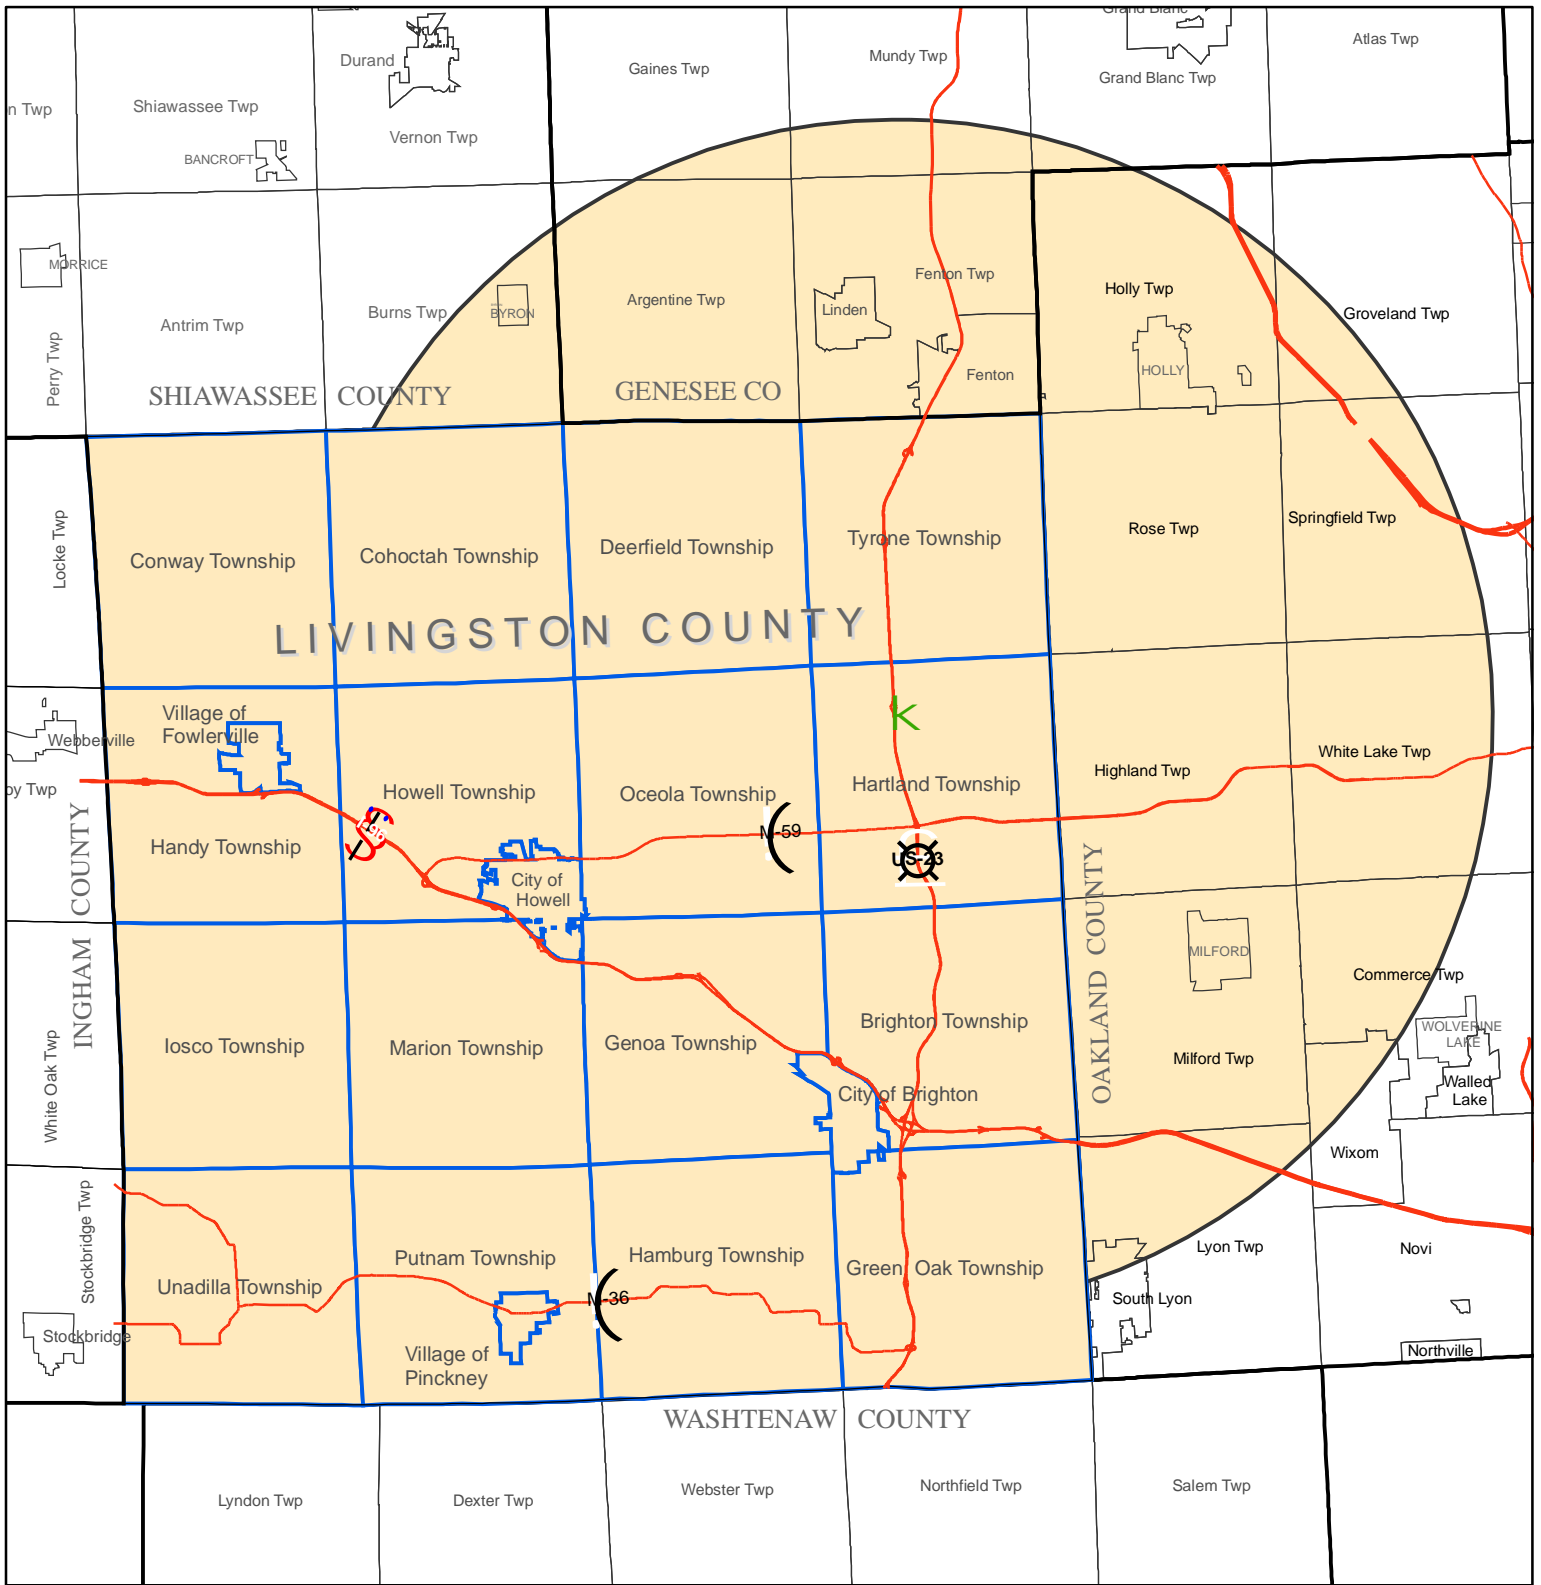 Grand Blanc
Atlas Twp
Mundy Twp
Durand
Gaines Twp
Grand Blanc Twp
n Twp
Shiawassee Twp
Vernon Twp
BANCROFT
MORRICE
Fenton Twp
Holly Twp
Argentine Twp
Linden
Burns Twp
BYRON
Groveland Twp
Antrim Twp
Perry Twp
HOLLY
Fenton
SHIAWASSEE COUNTY
GENESEE CO
Locke Twp
Springfield Twp
Rose Twp
Tyrone Township
Deerfield Township
Cohoctah Township
Conway Township
LIVINGSTON COUNTY
Village of
Fowlerville
Webberville
White Lake Twp
Highland Twp
Hartland Township
oy Twp
Howell Township
Oceola Township
M-59
I-96
Handy Township
US-23
City of
Howell
INGHAM COUNTY
OAKLAND COUNTY
MILFORD
Commerce Twp
WOLVERINE
LAKE
Brighton Township
Iosco Township
Marion Township
Genoa Township
Milford Twp
White Oak Twp
Walled
Lake
City of Brighton
Wixom
Stockbridge Twp
Lyon Twp
Novi
Putnam Township
Hamburg Township
Green Oak Township
Unadilla Township
M-36
South Lyon
Stockbridge
Village of
Pinckney
Northville
WASHTENAW COUNTY
Lyndon Twp
Dexter Twp
Webster Twp
Northfield Twp
Salem Twp